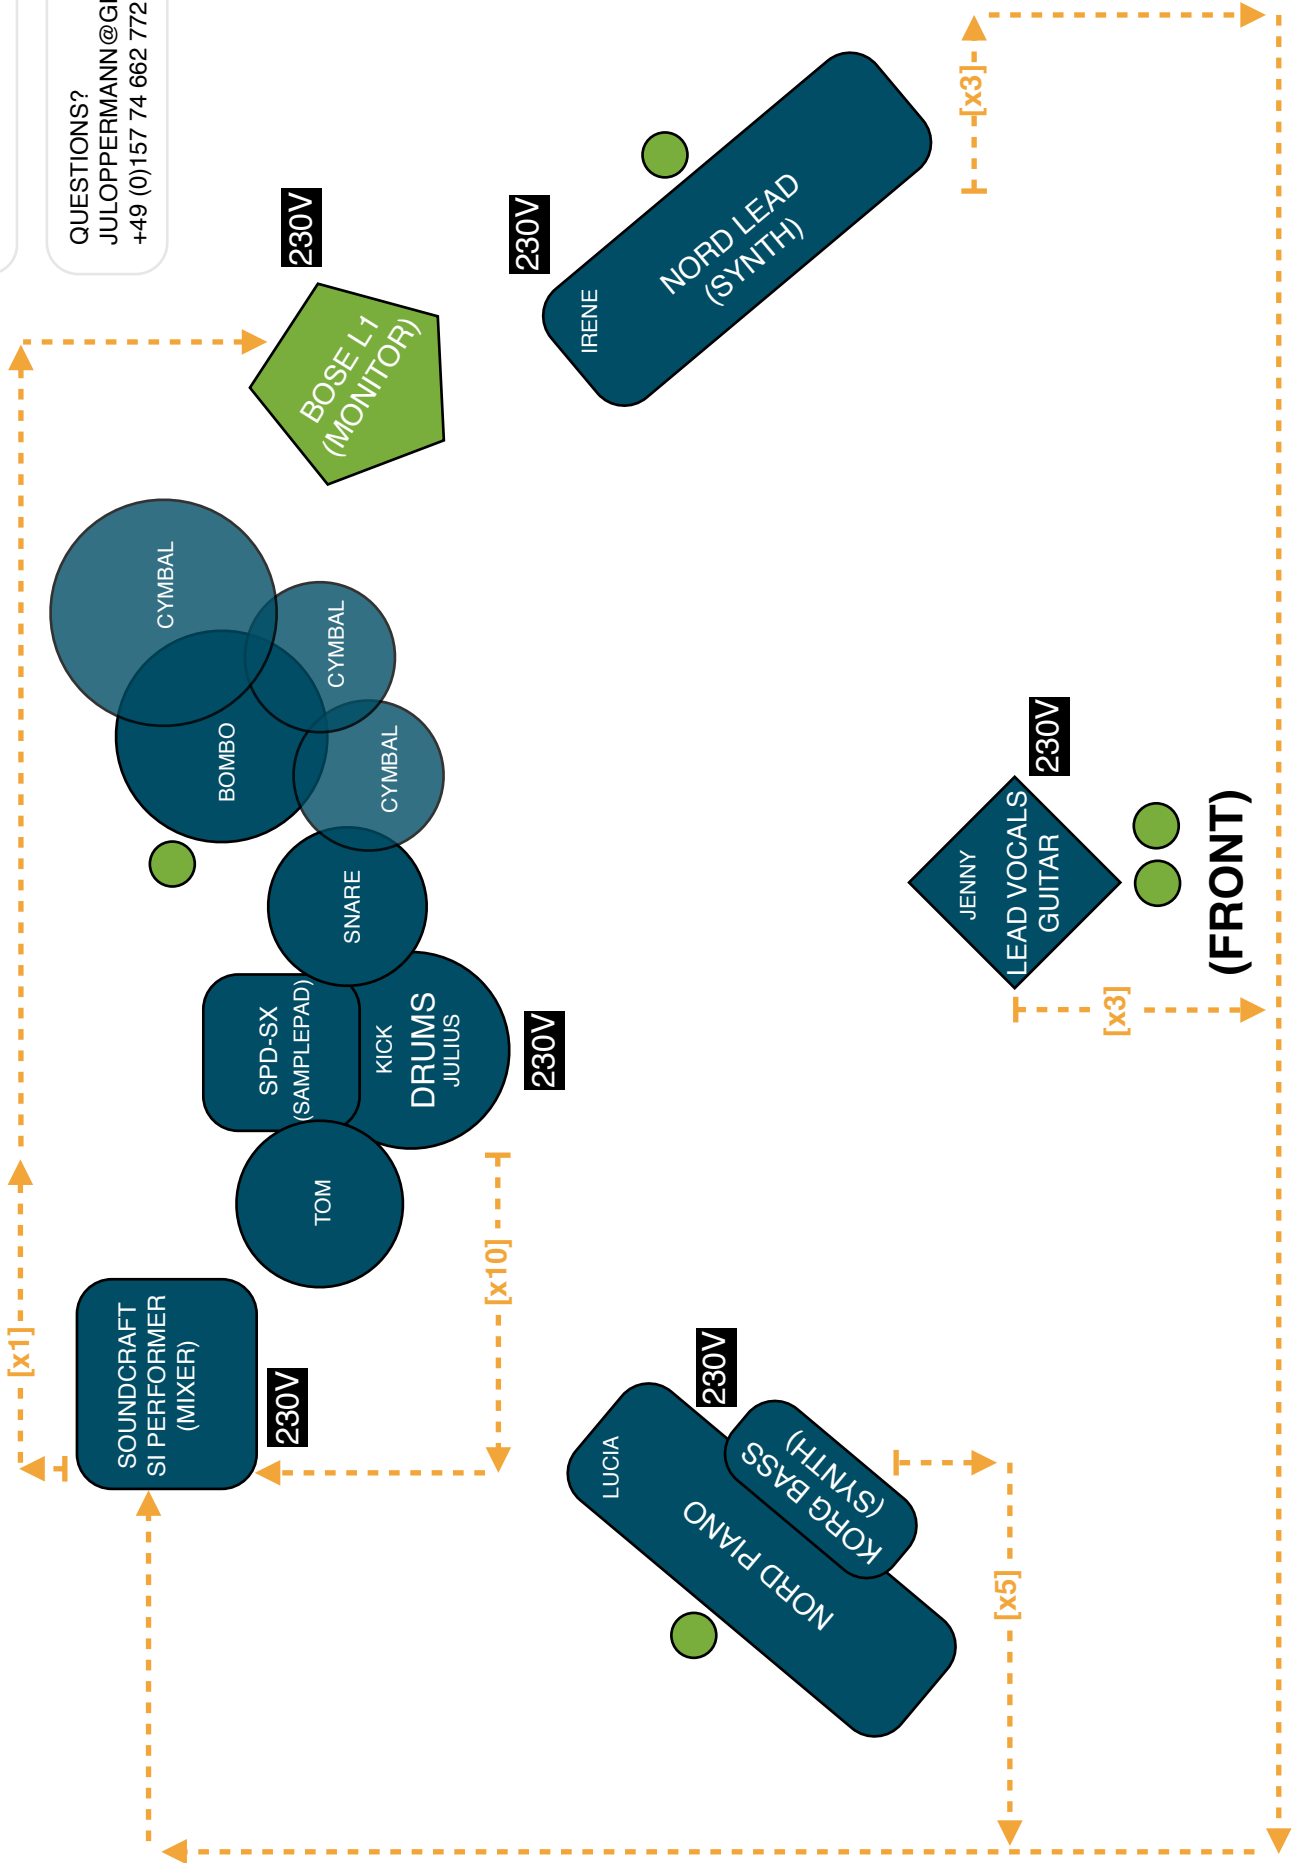 QUESTIONS?
+49 (0)157 74 662 772
[x1]
SOUNDCRAFT
SI PERFORMER
(MIXER)
230V
CYMBAL
BOMBO
CYMBAL
CYMBAL
SNARE
SPD-SX
(SAMPLEPAD)
KICK
DRUMS
JULIUS
TOM
230V
[x10]
BOSE L1
(MONITOR)
230V
230V
IRENE
NORD LEAD
(SYNTH)
[x3]
LUCIA
NORD PIANO
230V
KORG BASS
(SYNTH)
[x5]
JENNY
LEAD VOCALS
GUITAR
230V
[x3]
(FRONT)